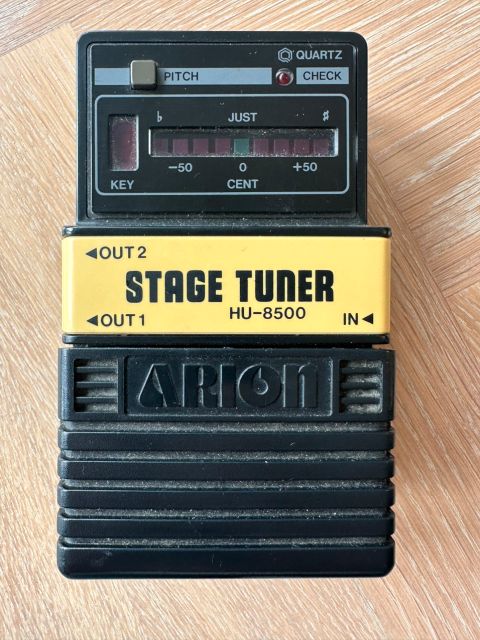 QUARTZ
PITCH CHECK
♭ JUST ♯
−50 0 +50
KEY CENT
◀OUT 2
STAGE TUNER
HU-8500
◀OUT 1 IN◀
ARION